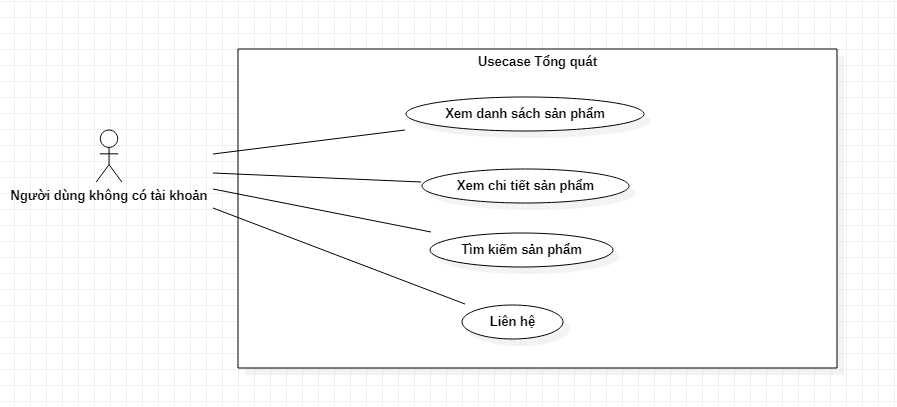 Usecase Tổng quát
Xem danh sách sản phẩm
Xem chi tiết sản phẩm
Người dùng không có tài khoản
Tìm kiếm sản phẩm
Liên hệ